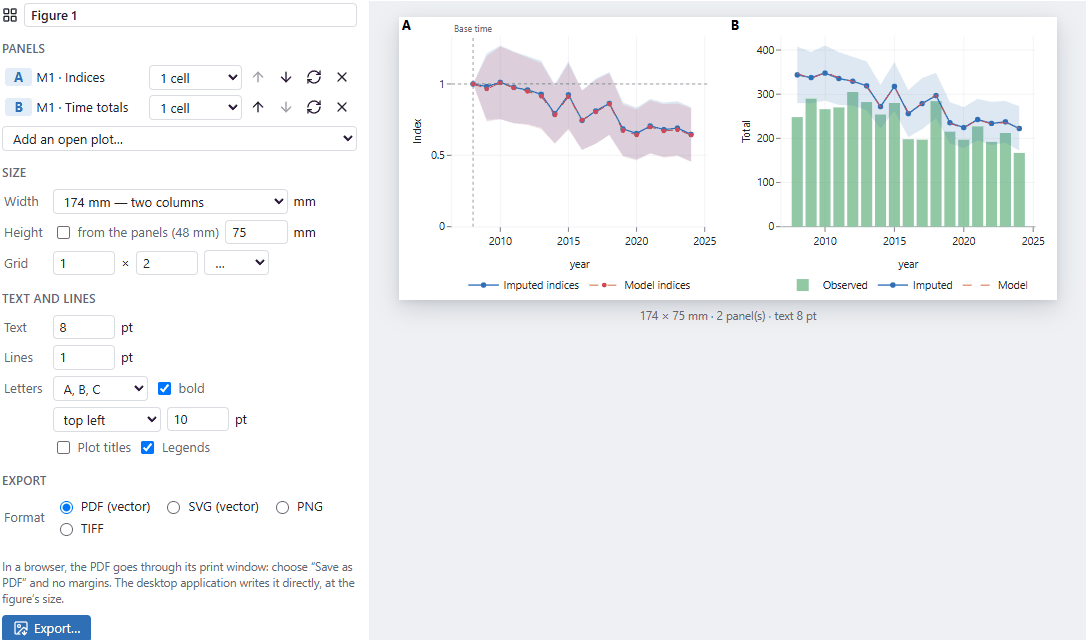 Figure 1
PANELS
A M1 · Indices 1 cell
B M1 · Time totals 1 cell
Add an open plot...
SIZE
Width 174 mm — two columns mm
Height from the panels (48 mm) 75 mm
Grid 1 × 2 ...
TEXT AND LINES
Text 8 pt
Lines 1 pt
Letters A, B, C bold
top left 10 pt
Plot titles Legends
EXPORT
Format PDF (vector) SVG (vector) PNG
TIFF
In a browser, the PDF goes through its print window: choose “Save as
PDF” and no margins. The desktop application writes it directly, at the
figure’s size.
Export...
A
Base time
1
0.5
0
Index
2010 2015 2020 2025
year
Imputed indices Model indices
B
400
300
200
100
0
Total
2010 2015 2020 2025
year
Observed Imputed Model
174 × 75 mm · 2 panel(s) · text 8 pt